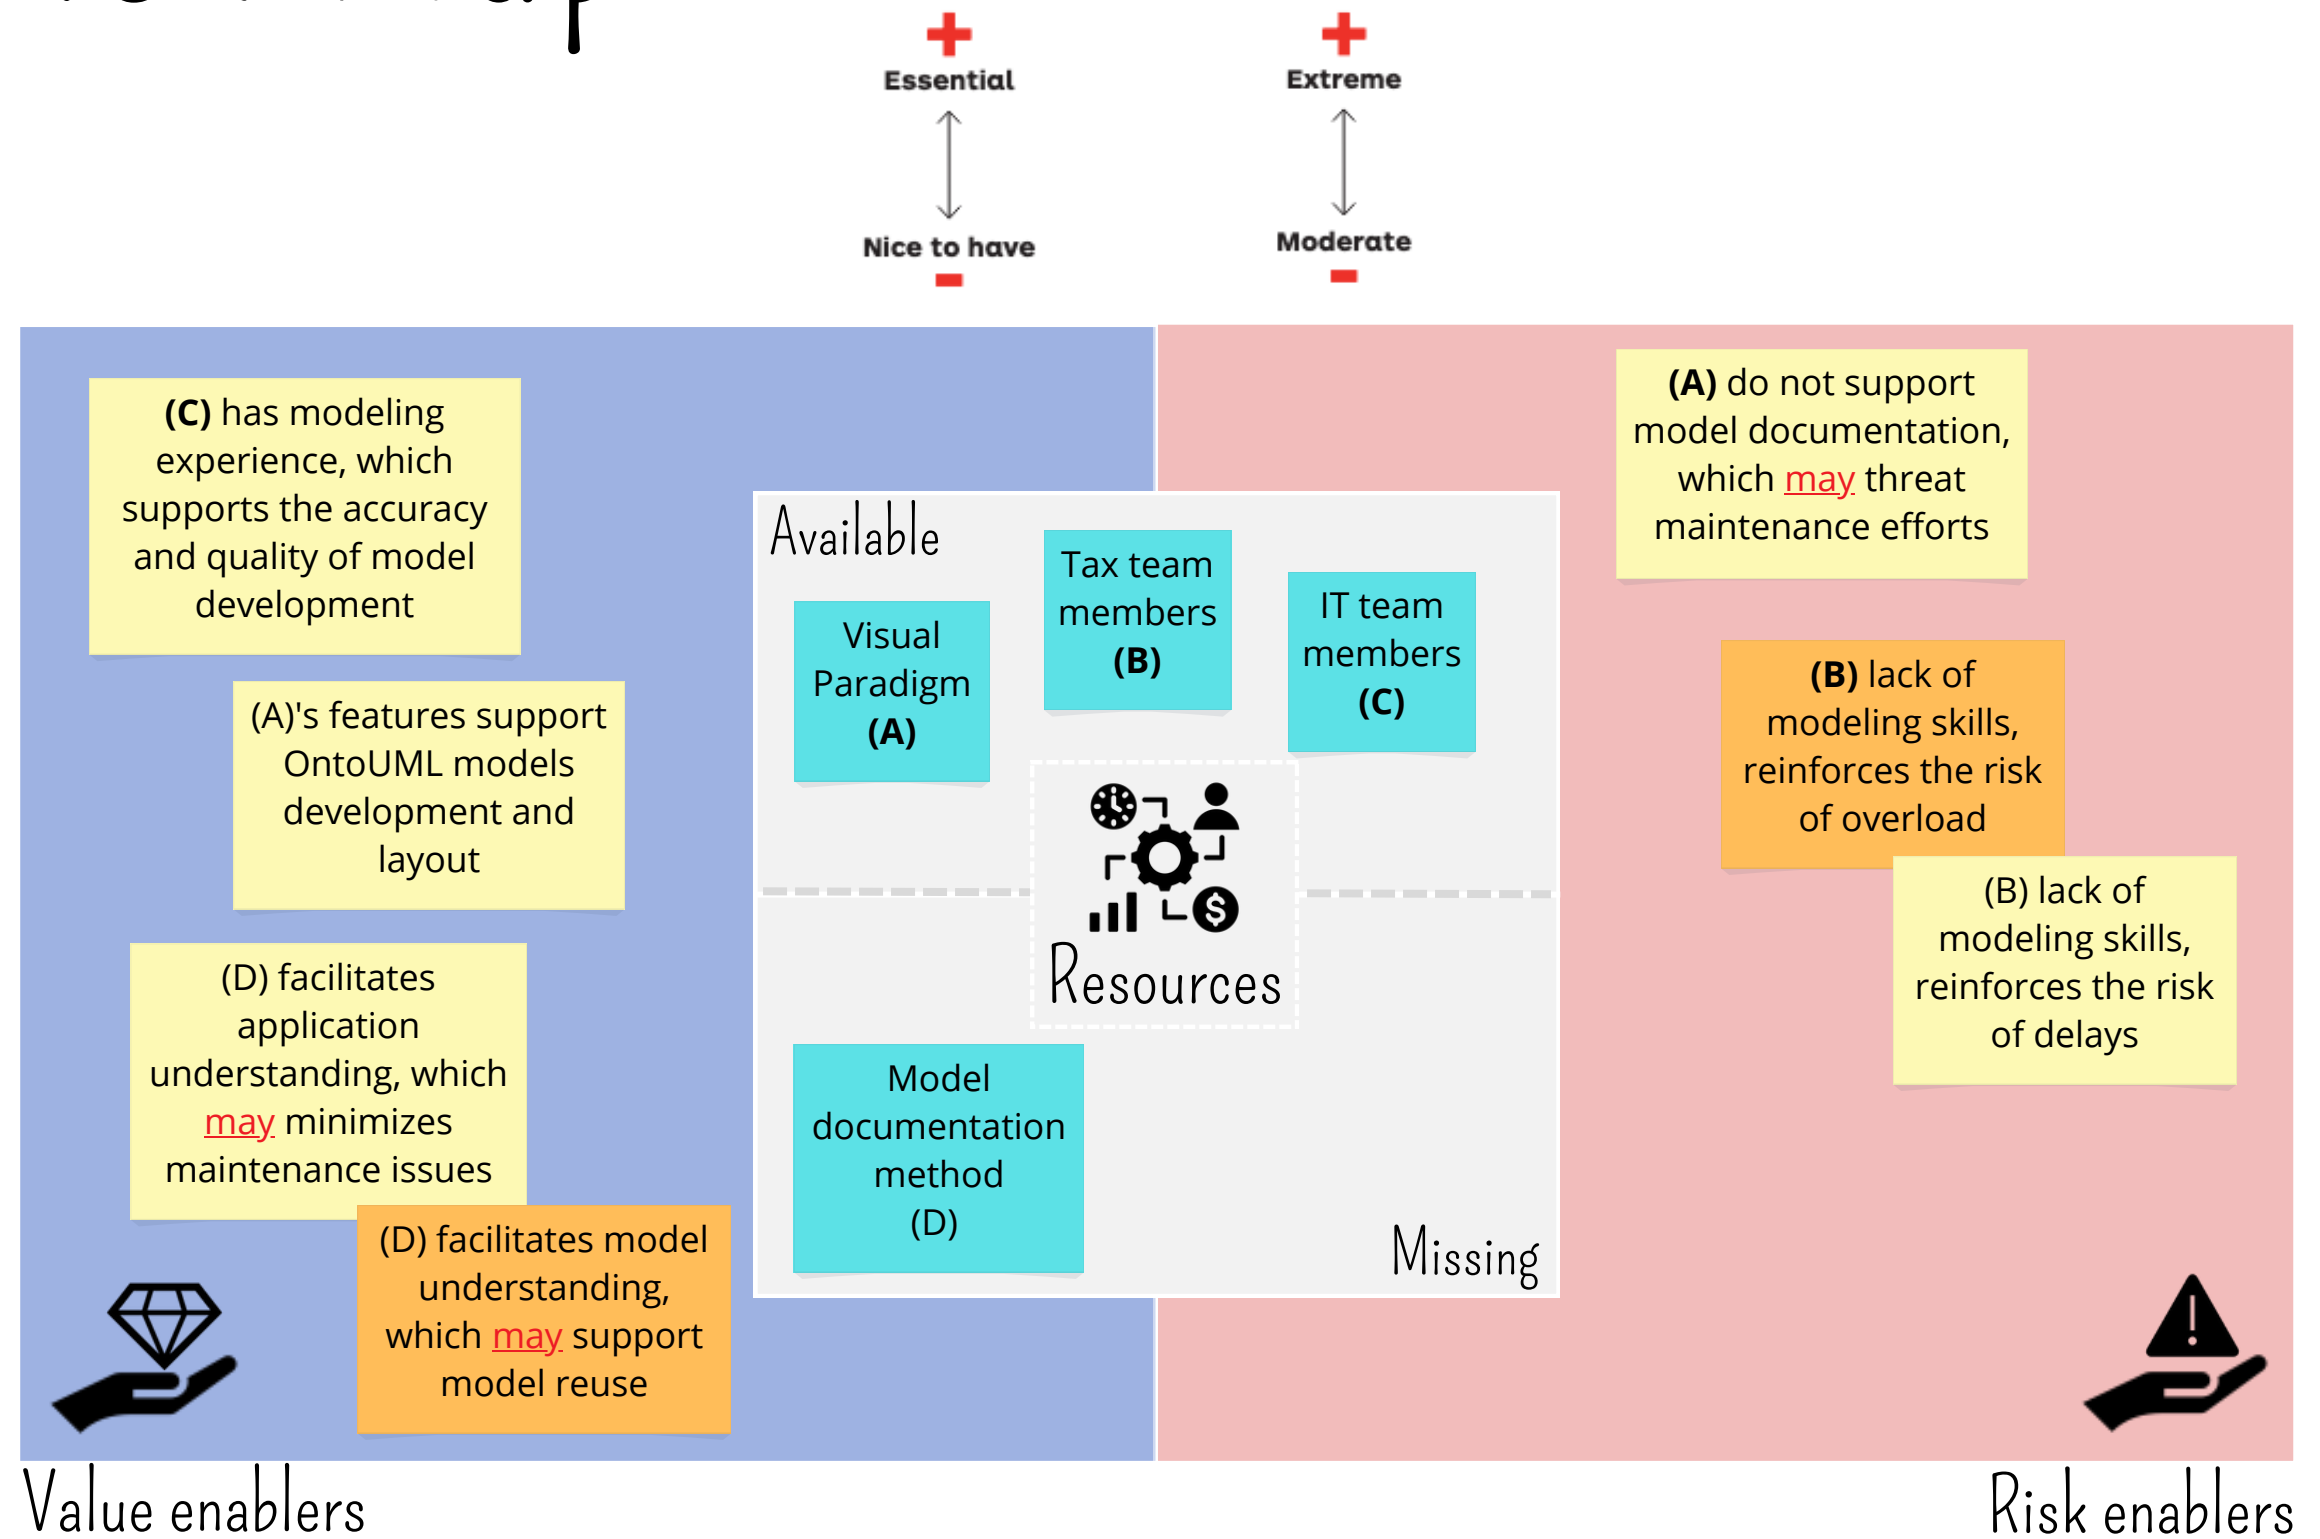 Essential
Nice to have
Extreme
Moderate
(C) has modeling
experience, which
supports the accuracy
and quality of model
development
(A)'s features support
OntoUML models
development and
layout
(D) facilitates
application
understanding, which
may minimizes
maintenance issues
(D) facilitates model
understanding,
which may support
model reuse
Available
Visual
Paradigm
(A)
Tax team
members
(B)
IT team
members
(C)
Resources
Model
documentation
method
(D)
Missing
(A) do not support
model documentation,
which may threat
maintenance efforts
(B) lack of
modeling skills,
reinforces the risk
of overload
(B) lack of
modeling skills,
reinforces the risk
of delays
Value enablers
Risk enablers